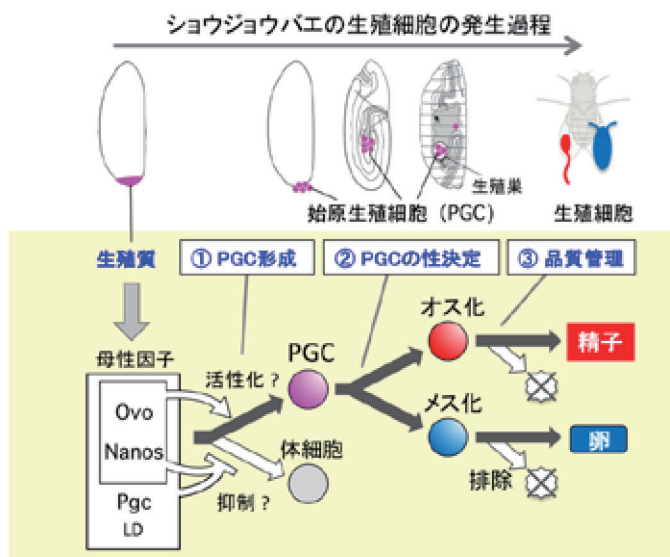 ショウジョウバエの生殖細胞の発生過程
生殖巣
始原生殖細胞（PGC）
生殖細胞
生殖質
① PGC形成
② PGCの性決定
③ 品質管理
母性因子
Ovo
Nanos
Pgc
LD
活性化？
抑制？
PGC
体細胞
オス化
メス化
排除
精子
卵